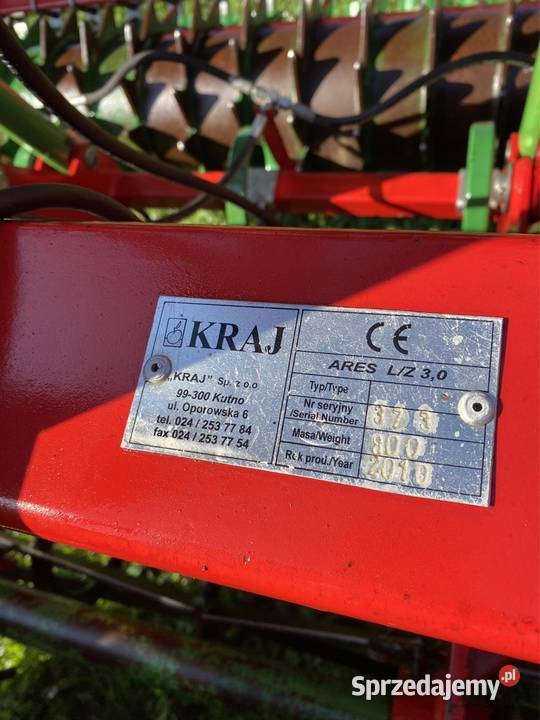 KRAJ
„KRAJ” Sp. z o.o
99-300 Kutno
ul. Oporowska 6
tel. 024 / 253 77 84
fax 024 / 253 77 54
CE
ARES L/Z 3,0
Typ/Type
Nr seryjny
/Serial Number 373
Masa/Weight 800
Rok prod./Year 2010
Sprzedajemy.pl